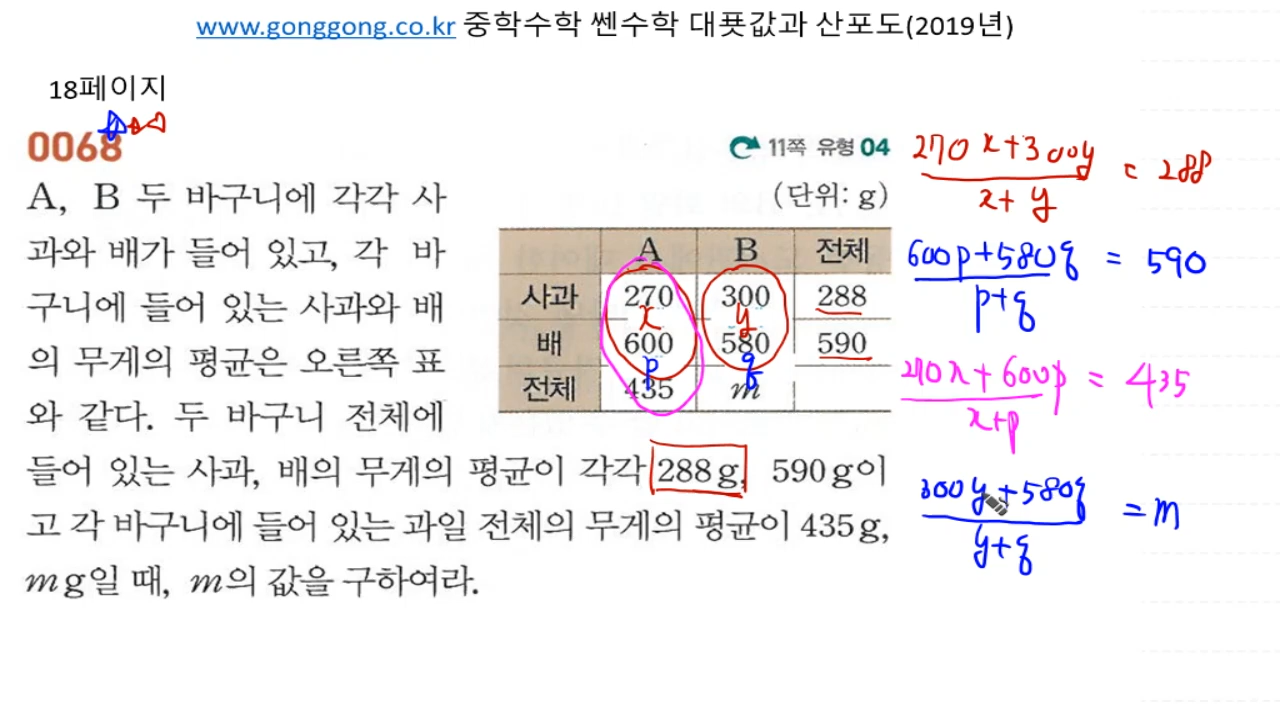 www.gonggong.co.kr 중학수학 쎈수학 대푯값과 산포도(2019년)
18페이지
0068
11쪽 유형 04
A, B 두 바구니에 각각 사
과와 배가 들어 있고, 각 바
구니에 들어 있는 사과와 배
의 무게의 평균은 오른쪽 표
와 같다. 두 바구니 전체에
들어 있는 사과, 배의 무게의 평균이 각각 288g, 590g이
고 각 바구니에 들어 있는 과일 전체의 무게의 평균이 435g,
m g일 때, m의 값을 구하여라.
(단위: g)
A B 전체
사과 270 300 288
x y
배 600 580 590
p q
전체 435 m
270x+300y
x+y
= 288
600p+580q
p+q
= 590
270x+600p
x+p
= 435
300y+580q
y+q
= m